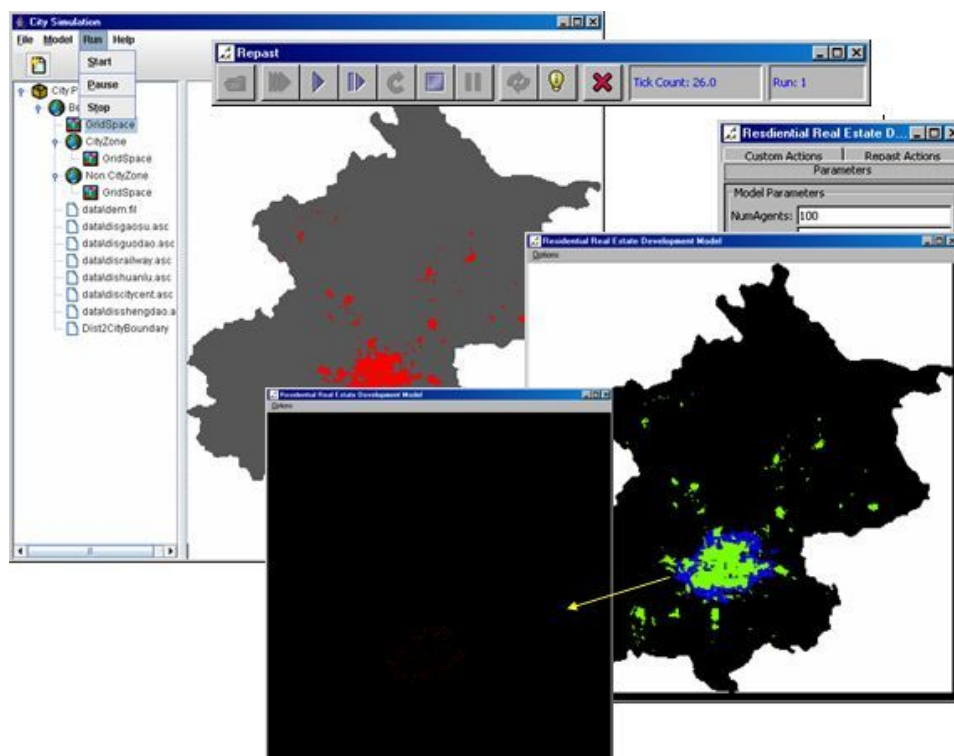 City Simulation
File Model Run Help
Start
Pause
Stop
City P
Be
GridSpace
CityZone
GridSpace
Non CityZone
GridSpace
data\dem.fil
data\disgaosu.asc
data\disguodao.asc
data\disrailway.asc
data\dishuanlu.asc
data\discitycent.asc
data\disshengdao.a
Dist2CityBoundary
Repast
Tick Count: 26.0
Run: 1
Resdiential Real Estate D...
Custom Actions Repast Actions
Parameters
Model Parameters
NumAgents: 100
Residential Real Estate Development Model
Options
Residential Real Estate Development Model
Options